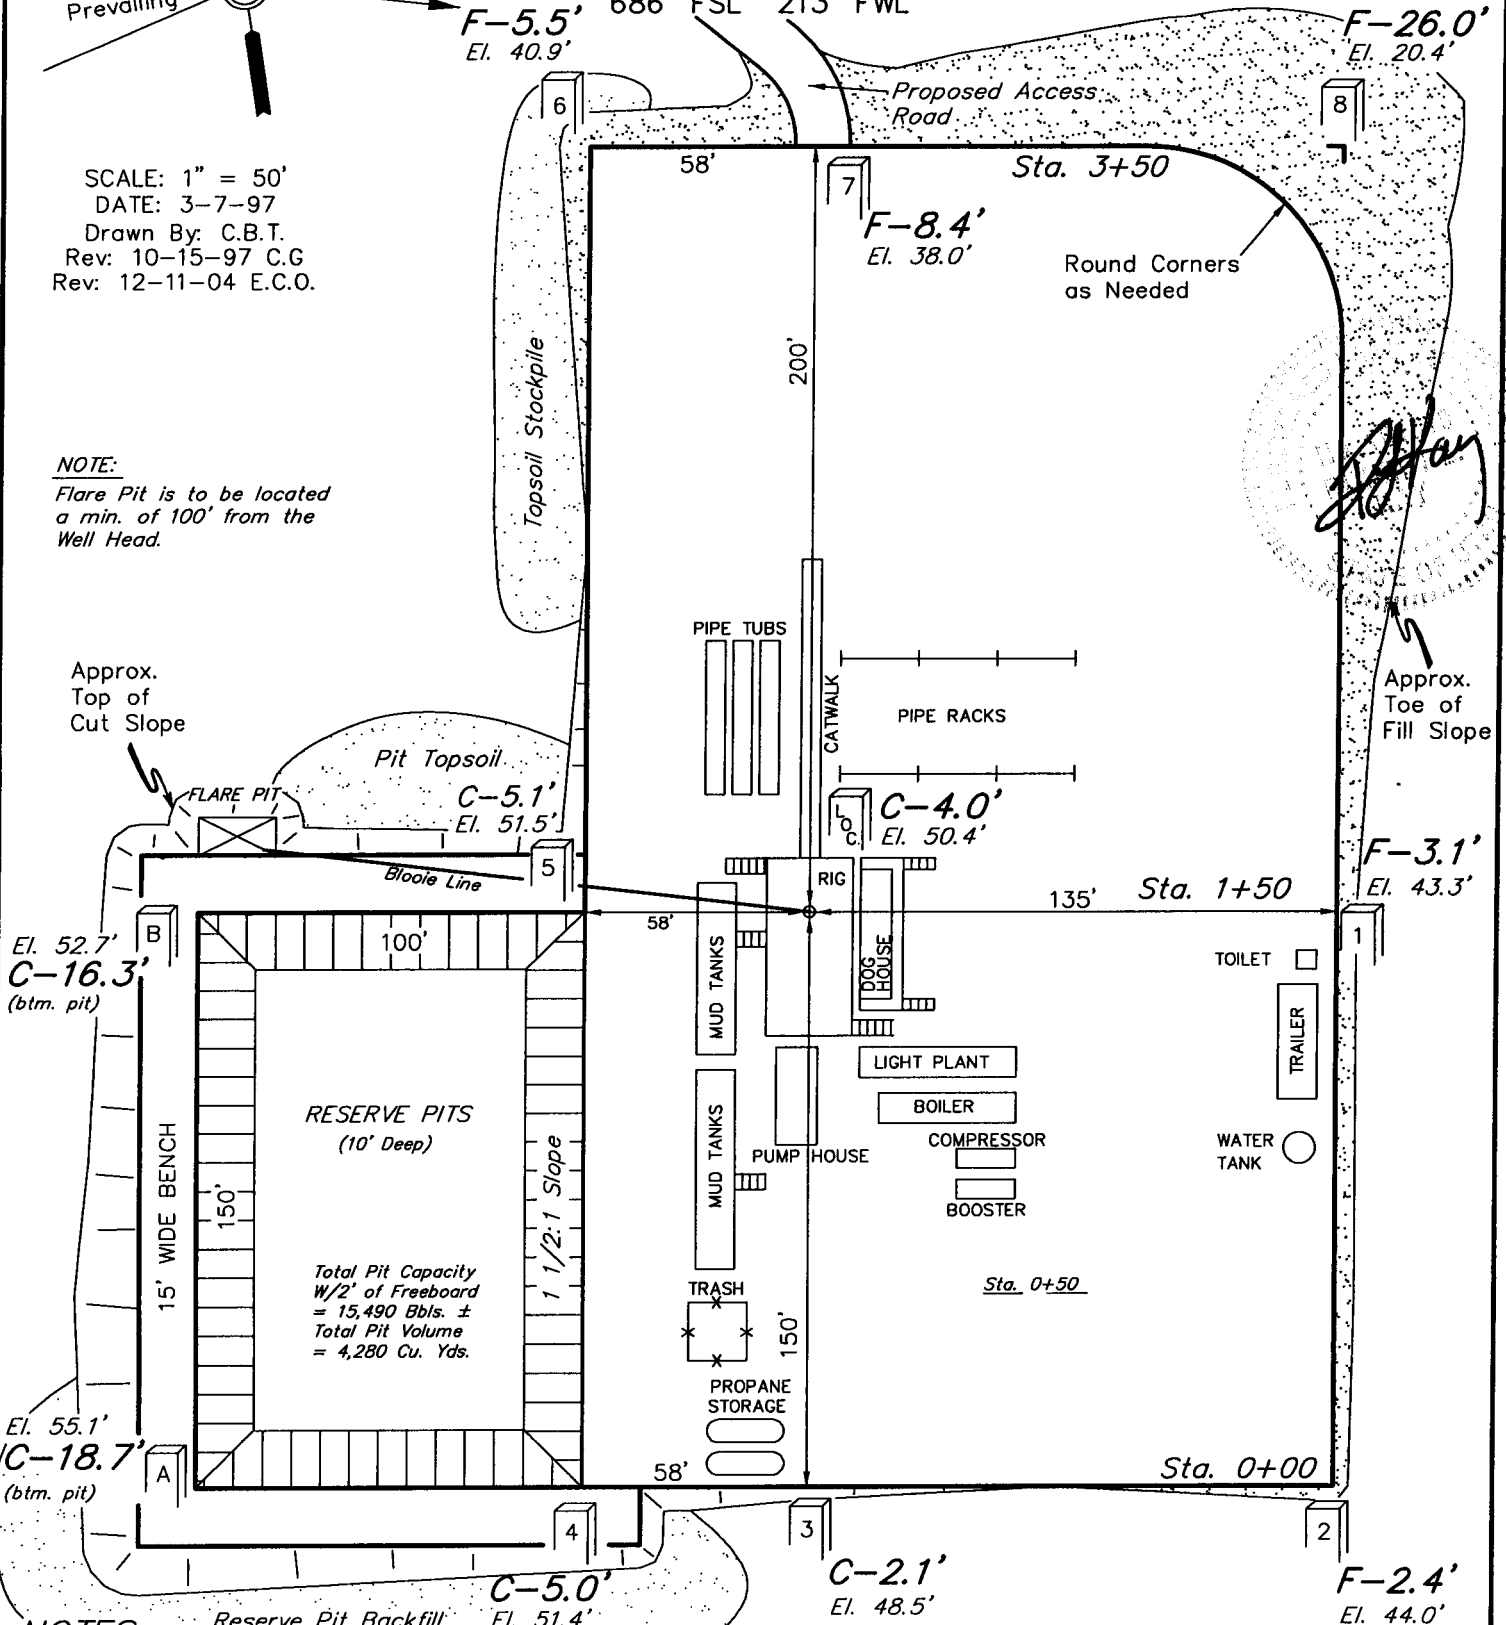 Prevailing
F-5.5'
El. 40.9'
686' FSL 213' FWL
F-26.0'
El. 20.4'
6
Proposed Access
Road
8
58'
Sta. 3+50
7
F-8.4'
El. 38.0'
SCALE: 1" = 50'
DATE: 3-7-97
Drawn By: C.B.T.
Rev: 10-15-97 C.G
Rev: 12-11-04 E.C.O.
Round Corners
as Needed
200'
Topsoil Stockpile
NOTE:
Flare Pit is to be located
a min. of 100' from the
Well Head.
PIPE TUBS
CATWALK
PIPE RACKS
Approx.
Top of
Cut Slope
Approx.
Toe of
Fill Slope
Pit Topsoil
FLARE PIT
C-5.1'
El. 51.5'
LOC.
C-4.0'
El. 50.4'
5
Blooie Line
RIG
F-3.1'
El. 43.3'
135'
Sta. 1+50
58'
1
El. 52.7'
C-16.3'
(btm. pit)
B
100'
MUD TANKS
DOG
HOUSE
TOILET
TRAILER
LIGHT PLANT
BOILER
COMPRESSOR
BOOSTER
PUMP HOUSE
MUD TANKS
WATER
TANK
RESERVE PITS
(10' Deep)
15' WIDE BENCH
150'
1 1/2:1 Slope
Total Pit Capacity
W/2' of Freeboard
= 15,490 Bbls. ±
Total Pit Volume
= 4,280 Cu. Yds.
Sta. 0+50
TRASH
150'
PROPANE
STORAGE
El. 55.1'
C-18.7'
(btm. pit)
A
58'
Sta. 0+00
4
3
2
C-5.0'
El. 51.4'
C-2.1'
El. 48.5'
F-2.4'
El. 44.0'
NOTES
Reserve Pit Backfill